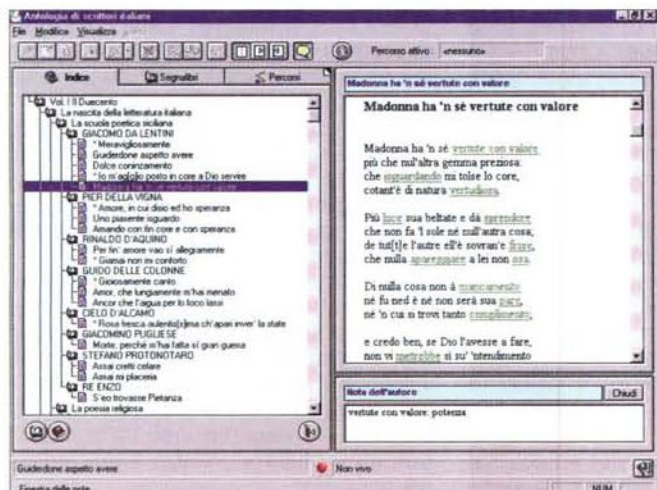 Antologia di scrittori italiani
File Modifica Visualizza
Percorso attivo: «nessuno»
Indice Segnalibri Percorsi
Vol. I Il Duecento
La nascita della letteratura italiana
La scuola poetica siciliana
GIACOMO DA LENTINI
* Meravigliosamente
Guiderdone aspetto avere
Dolce coninzamento
* Io m'aggio posto in core a Dio servire
Madonna ha 'n sé vertute con valore
PIER DELLA VIGNA
* Amore, in cui disio ed ho speranza
Uno piasente isguardo
Amando con fin core e con speranza
RINALDO D'AQUINO
Per fin' amore vao sì allegramente
* Giamai non mi conforto
GUIDO DELLE COLONNE
* Gioiosamente canto
Amor, che lungiamente m'hai menato
Ancor che l'aigua per lo foco lassi
CIELO D'ALCAMO
* Rosa fresca aulentis[s]ima ch'apari inver' la state
GIACOMINO PUGLIESE
Morte, perché m'hai fatta sì gran guerra
STEFANO PROTONOTARO
Assai cretti celare
Assai mi placeria
RE ENZO
S'eo trovasse Pietanza
La poesia religiosa
Madonna ha 'n sé vertute con valore
Madonna ha 'n sé vertute con valore
Madonna ha 'n sé vertute con valore
più che nul'altra gemma preziosa:
che isguardando mi tolse lo core,
cotant'è di natura vertudiosa.
Più luce sua beltate e dà sprendore
che non fa 'l sole né null'autra cosa;
de tut[t]e l'autre ell'è sovran'e frore,
che nulla apareggiare a lei non osa.
Di nulla cosa non à mancamento
né fu ned è né non serà sua pare,
né 'n cui si trovi tanto complimento;
e credo ben, se Dio l'avesse a fare,
non vi metrebbe sì su' 'ntendimento
Note dell'autore Chiudi
vertute con valore: potenza
Guiderdone aspetto avere Non vivo
Finestra delle note NUM